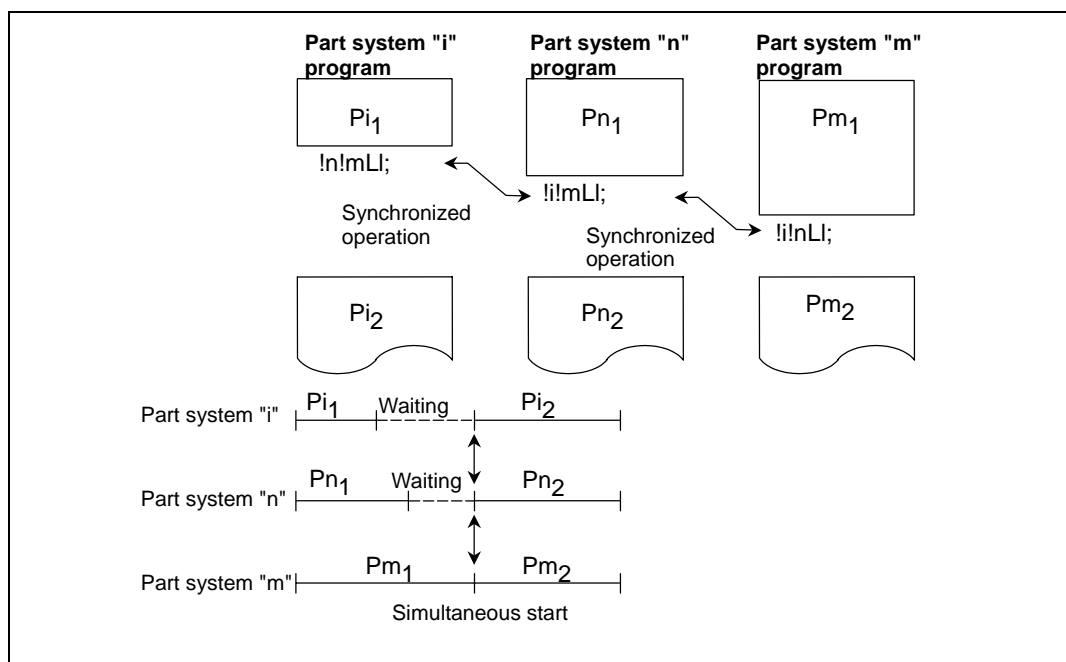 Part system "i"
program
Part system "n"
program
Part system "m"
program
Pi1
Pn1
Pm1
!n!mLl;
!i!mLl;
!i!nLl;
Synchronized
operation
Synchronized
operation
Pi2
Pn2
Pm2
Part system "i"
Pi1
Waiting
Pi2
Part system "n"
Pn1
Waiting
Pn2
Part system "m"
Pm1
Pm2
Simultaneous start